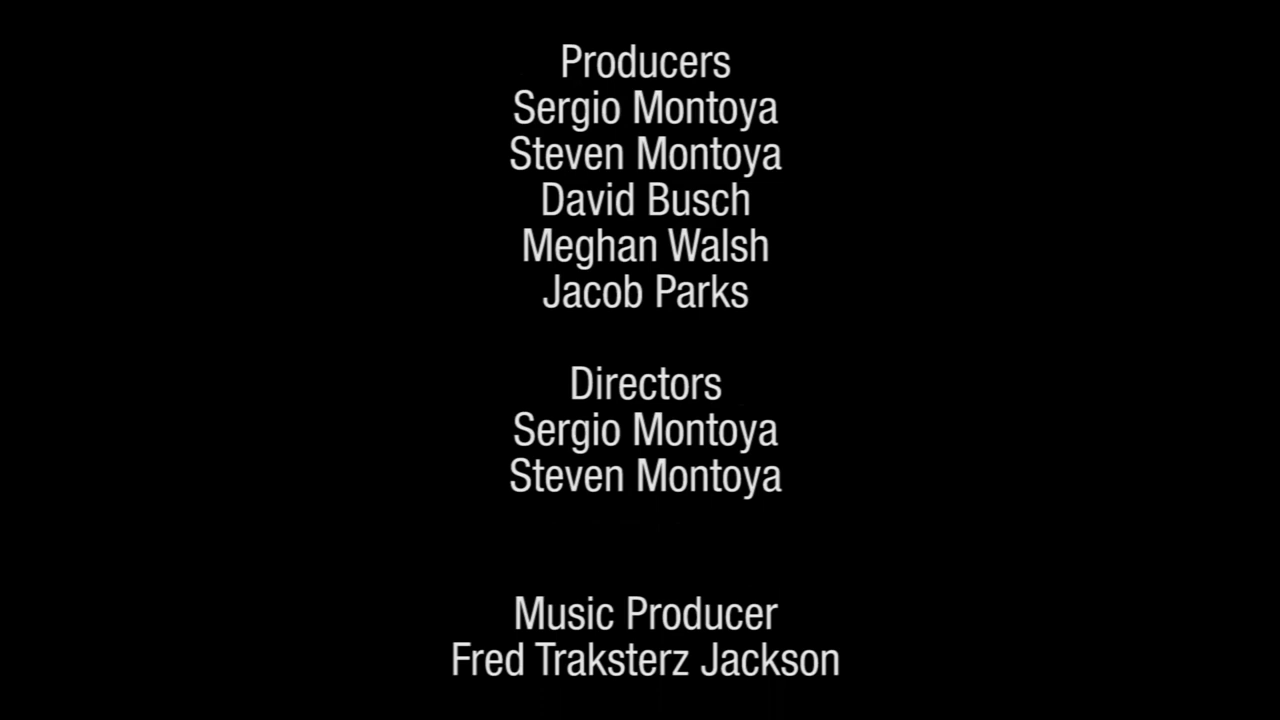 Producers
Sergio Montoya
Steven Montoya
David Busch
Meghan Walsh
Jacob Parks
Directors
Sergio Montoya
Steven Montoya
Music Producer
Fred Traksterz Jackson